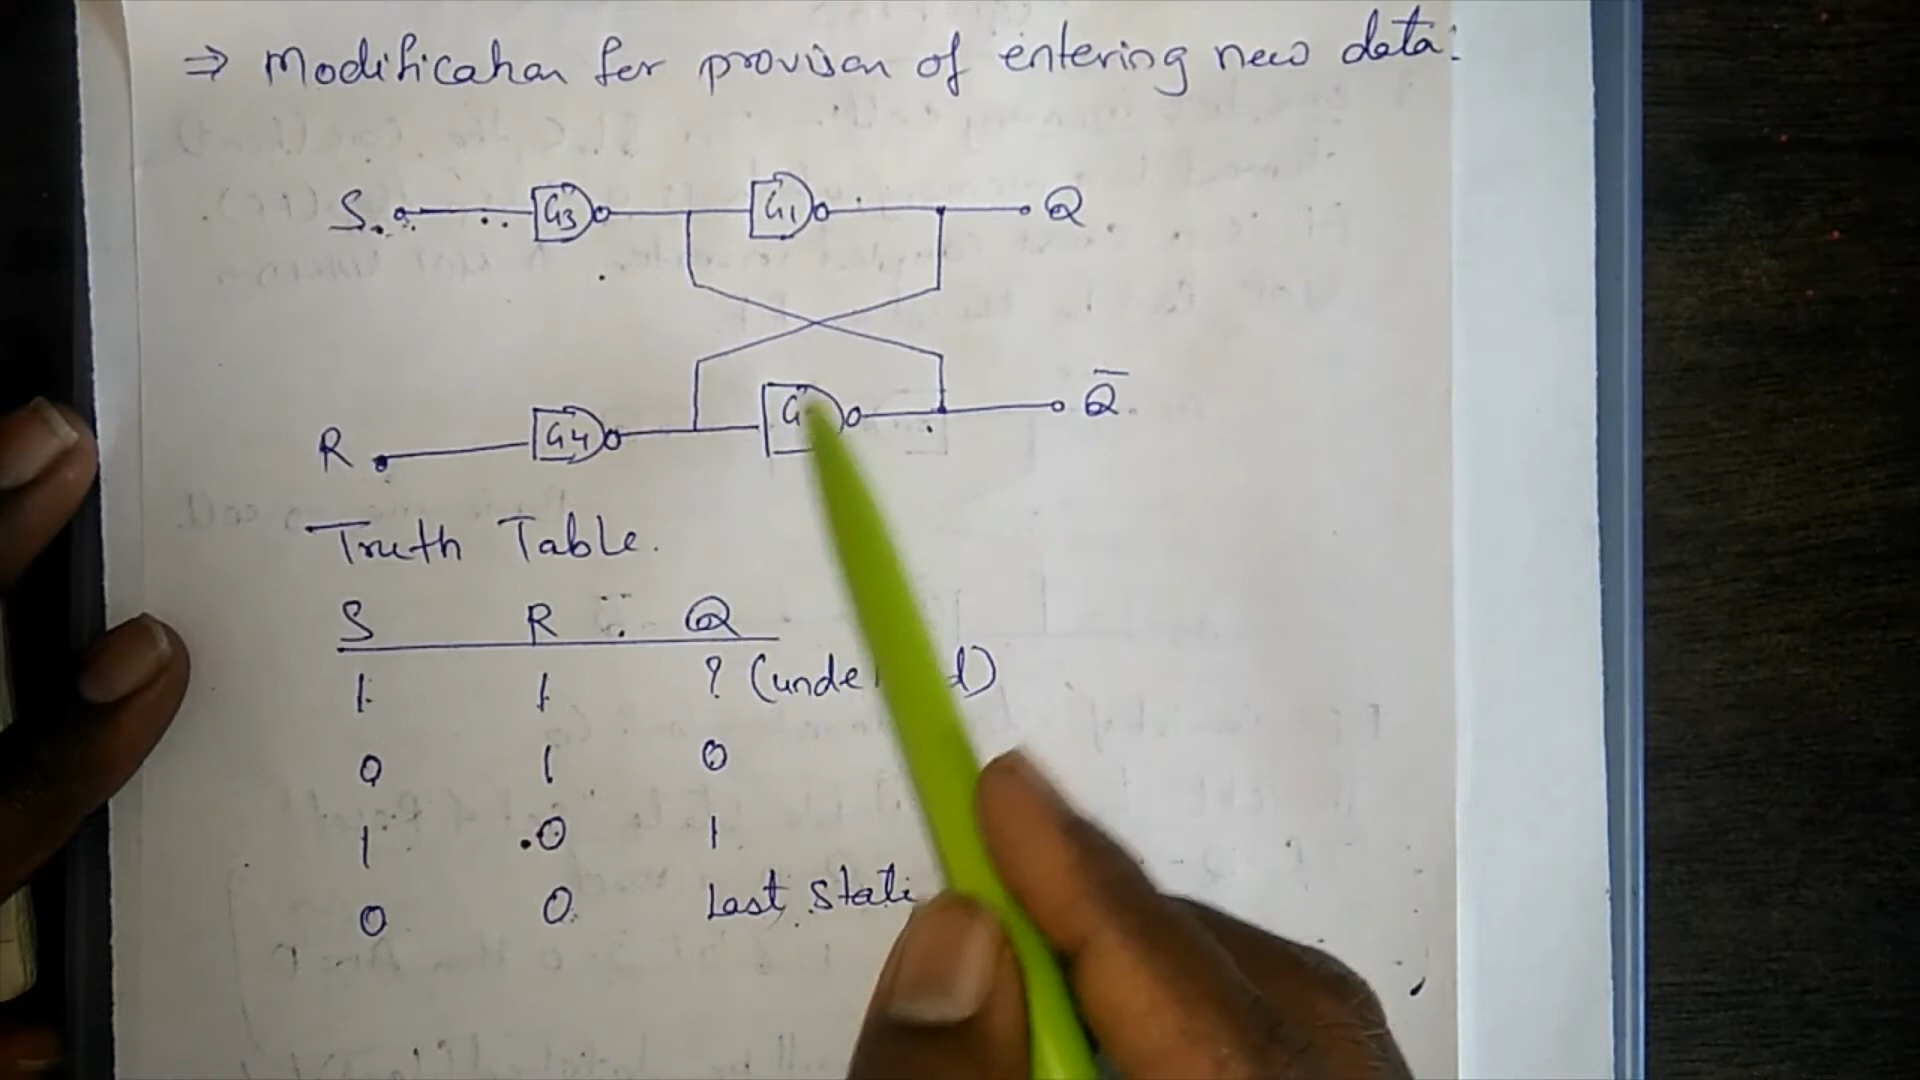 ⇒ Modification for provision of entering new data:
S G3 G1 Q
R G4 G Q̅
Truth Table.
S R Q
1 1 ? (unde d)
0 1 0
1 0 1
0 0 Last State